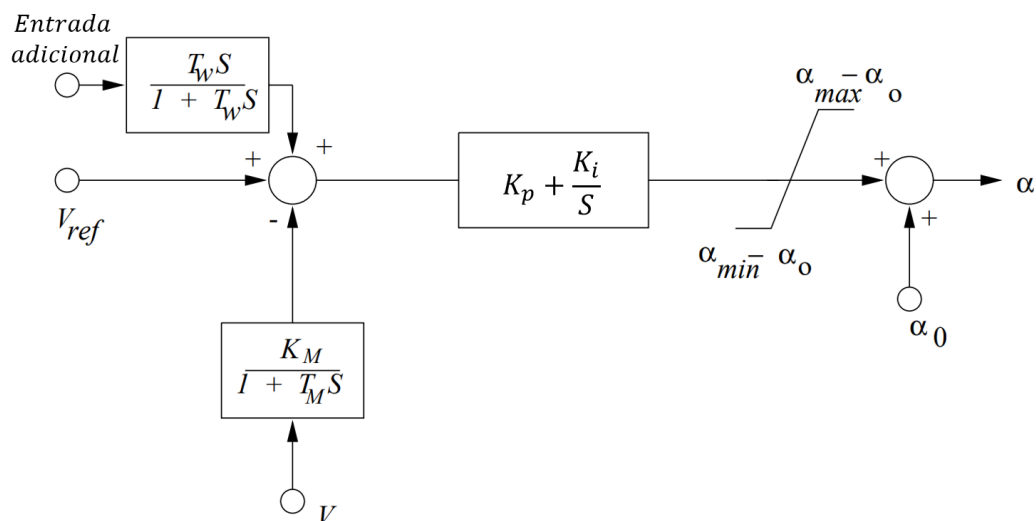 Entrada
adicional
T_W S
1 + T_W S
α_max - α_o
+
+
+
K_p + K_i/S
α
V_ref
-
+
α_min - α_o
α_0
K_M
1 + T_M S
V